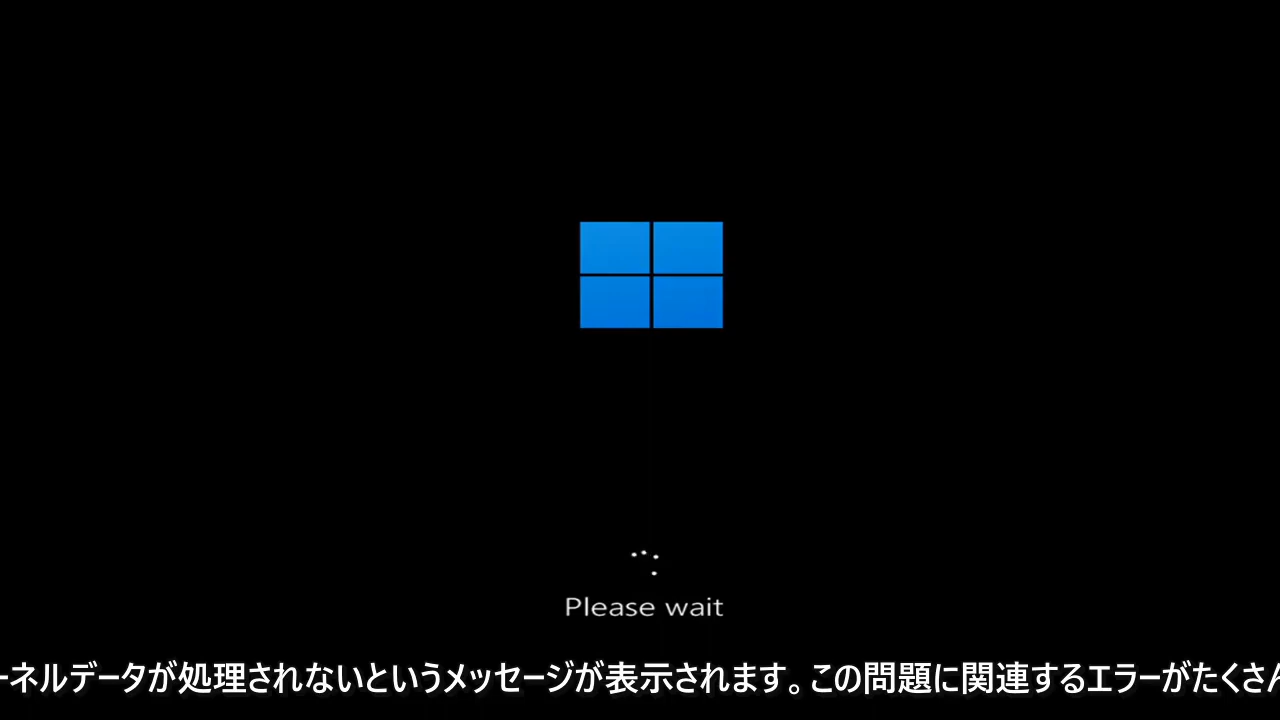 Please wait
ーネルデータが処理されないというメッセージが表示されます。この問題に関連するエラーがたくさん